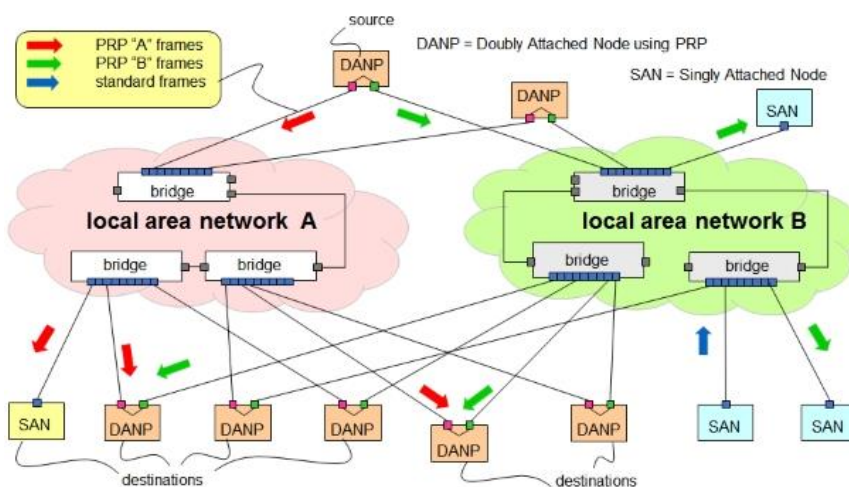 source
PRP "A" frames
PRP "B" frames
standard frames
DANP = Doubly Attached Node using PRP
SAN = Singly Attached Node
DANP
DANP
SAN
bridge
bridge
local area network A
local area network B
bridge
bridge
bridge
bridge
SAN
DANP
DANP
DANP
DANP
DANP
SAN
SAN
destinations
destinations